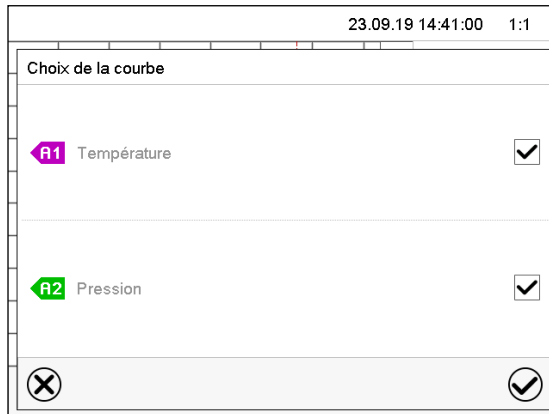 23.09.19 14:41:00 1:1
Choix de la courbe
A1 Température
A2 Pression